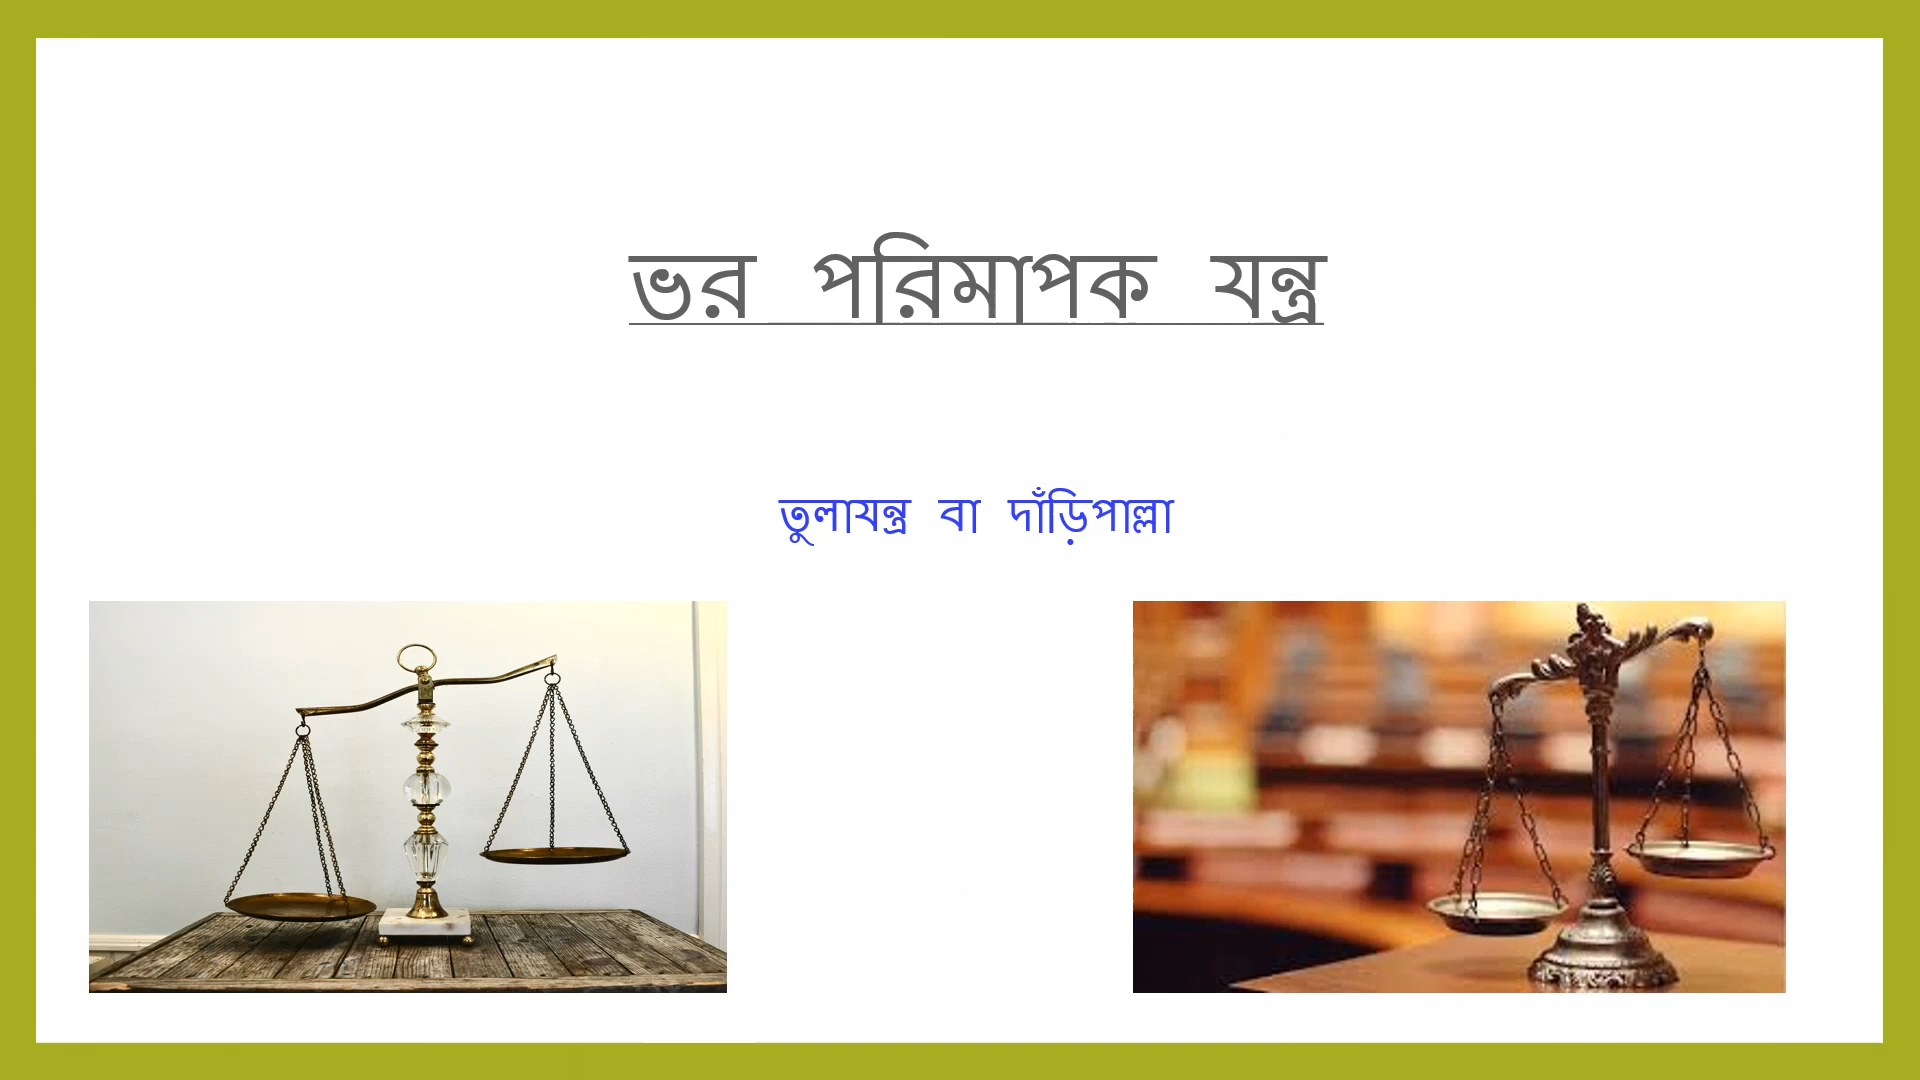 ভর পরিমাপক যন্ত্র
তুলাযন্ত্র বা দাঁড়িপাল্লা